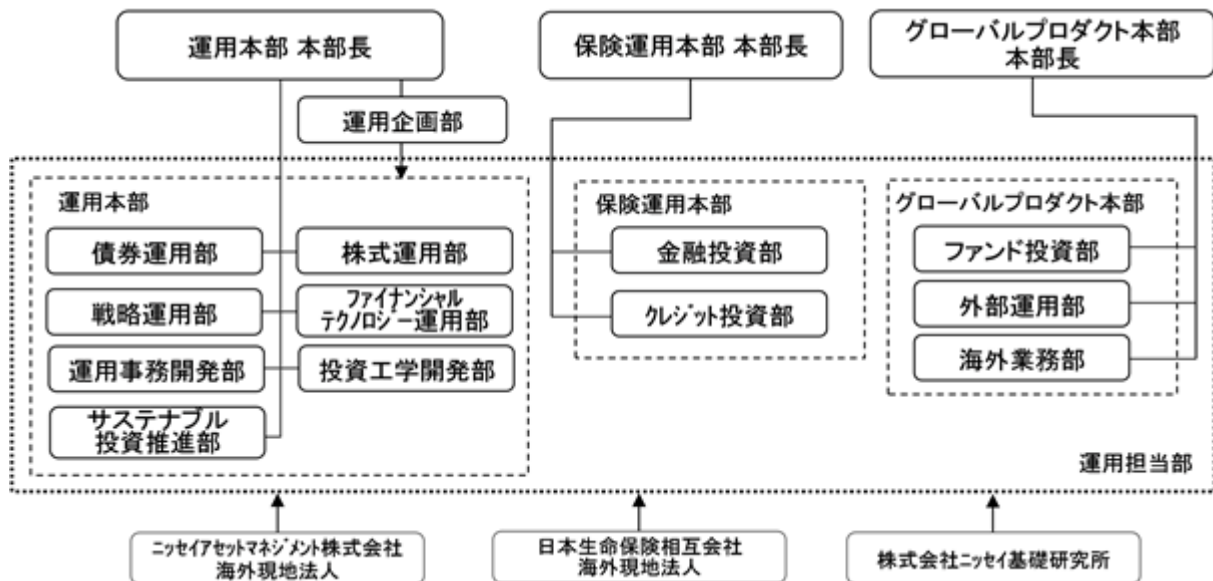 運用本部 本部長
保険運用本部 本部長
グローバルプロダクト本部
本部長
運用企画部
運用本部
債券運用部
株式運用部
戦略運用部
ファイナンシャル
テクノロジー運用部
運用事務開発部
投資工学開発部
サステナブル
投資推進部
保険運用本部
金融投資部
クレジット投資部
グローバルプロダクト本部
ファンド投資部
外部運用部
海外業務部
運用担当部
ニッセイアセットマネジメント株式会社
海外現地法人
日本生命保険相互会社
海外現地法人
株式会社ニッセイ基礎研究所